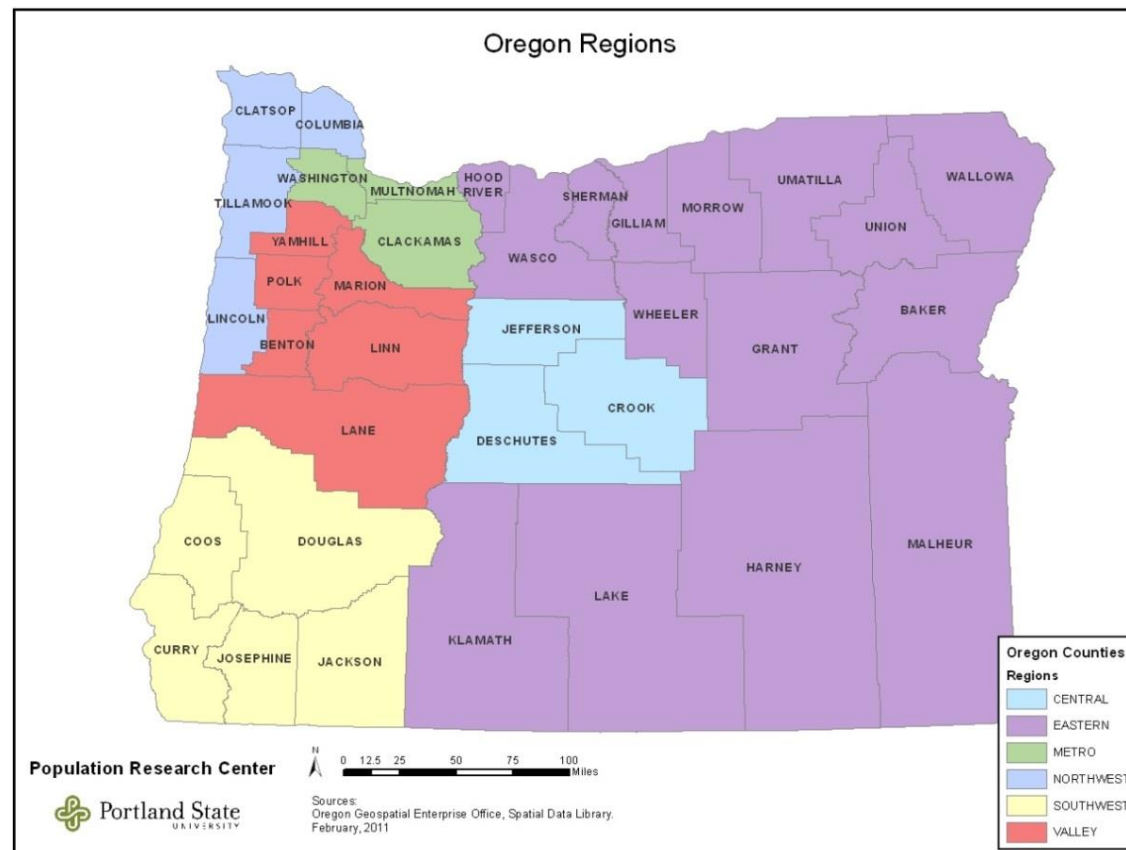 Oregon Regions
CLATSOP
COLUMBIA
WASHINGTON
MULTNOMAH
HOOD
RIVER
SHERMAN
GILLIAM
MORROW
UMATILLA
WALLOWA
UNION
TILLAMOOK
YAMHILL
CLACKAMAS
WASCO
POLK
MARION
LINCOLN
BENTON
LINN
JEFFERSON
WHEELER
GRANT
BAKER
LANE
DESCHUTES
CROOK
COOS
DOUGLAS
HARNEY
MALHEUR
LAKE
KLAMATH
CURRY
JOSEPHINE
JACKSON
Oregon Counties
Regions
CENTRAL
EASTERN
METRO
NORTHWEST
SOUTHWEST
VALLEY
Population Research Center
N
0 12.5 25 50 75 100
Miles
Portland State
UNIVERSITY
Sources:
Oregon Geospatial Enterprise Office, Spatial Data Library.
February, 2011